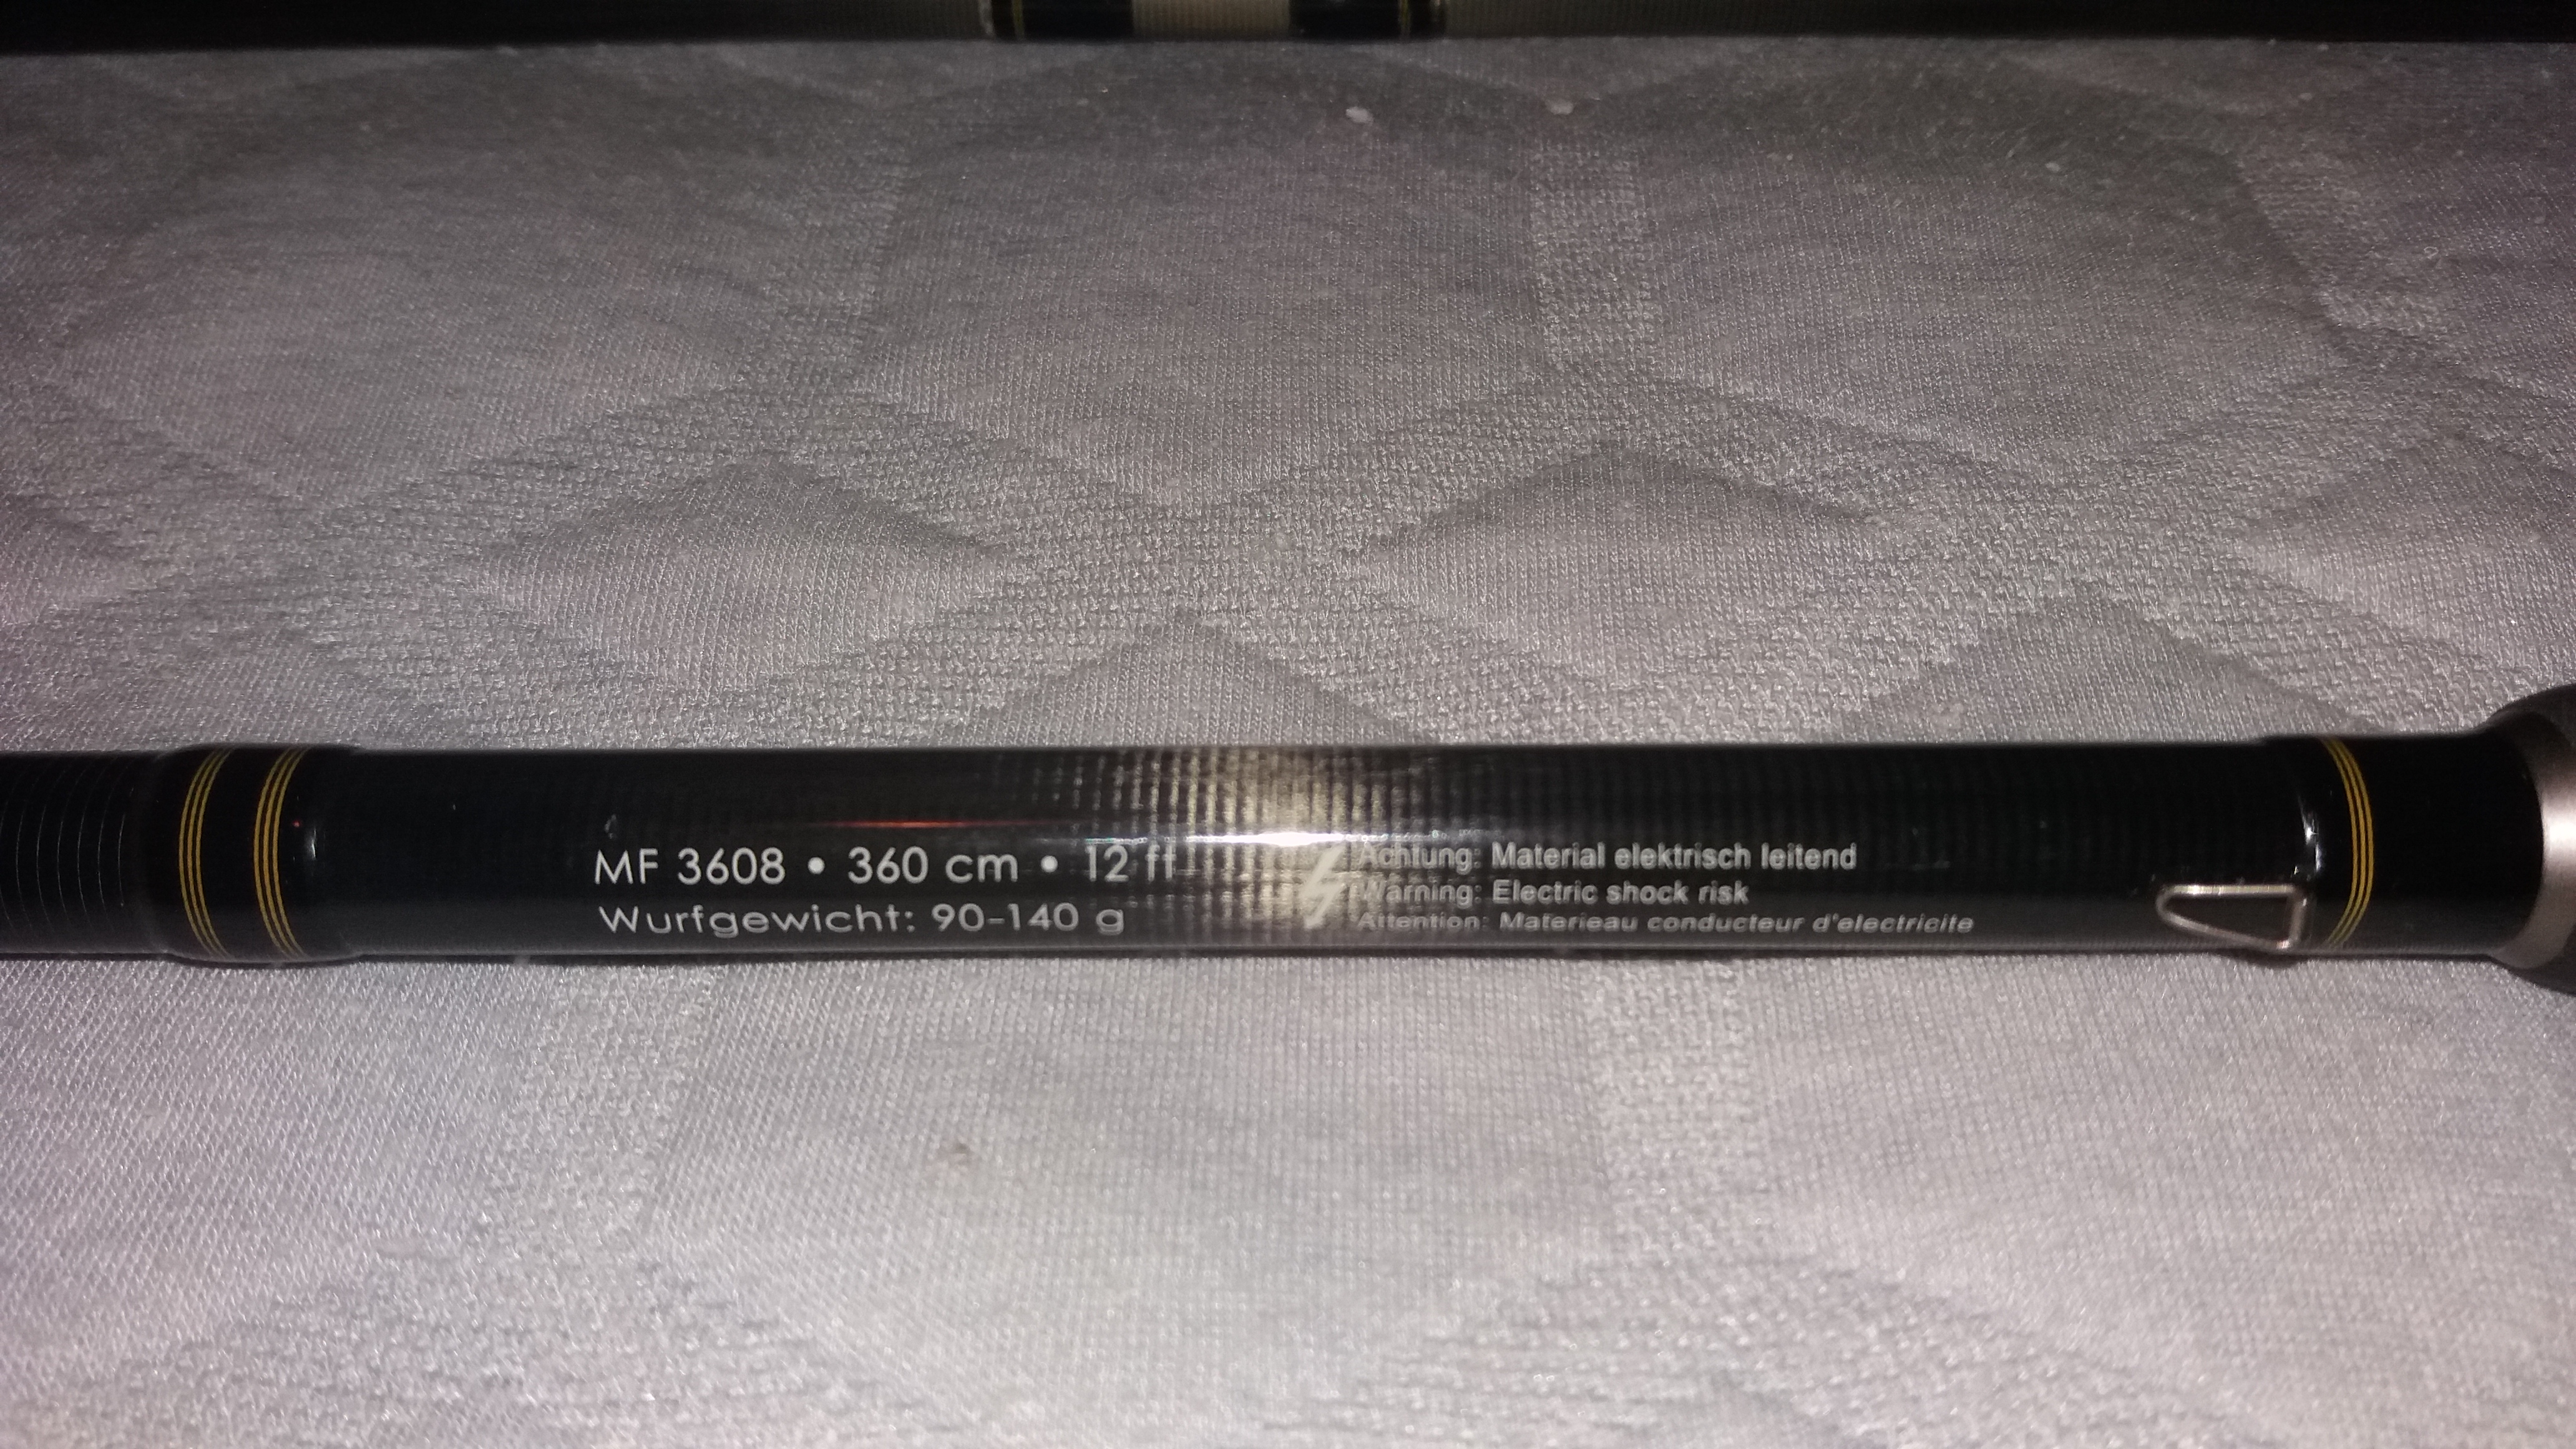 MF 3608 • 360 cm • 12 ff
Wurfgewicht: 90-140 g
Achtung: Material elektrisch leitend
Warning: Electric shock risk
Attention: Materieau conducteur d'electricite